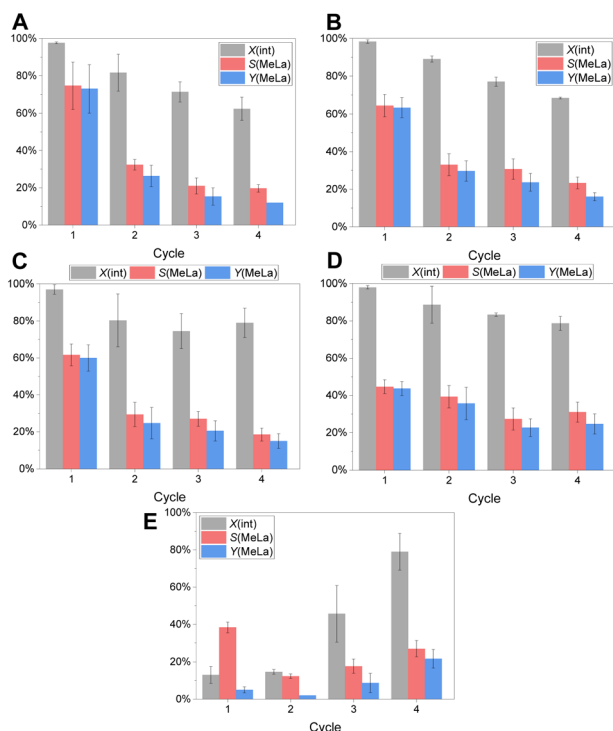 A
100%
80%
60%
40%
20%
0%
X(int)
S(MeLa)
Y(MeLa)
1 2 3 4
Cycle
B
100%
80%
60%
40%
20%
0%
X(int)
S(MeLa)
Y(MeLa)
1 2 3 4
Cycle
C
X(int) S(MeLa) Y(MeLa)
100%
80%
60%
40%
20%
0%
1 2 3 4
Cycle
D
X(int) S(MeLa) Y(MeLa)
100%
80%
60%
40%
20%
0%
1 2 3 4
Cycle
E
100%
80%
60%
40%
20%
0%
X(int)
S(MeLa)
Y(MeLa)
1 2 3 4
Cycle